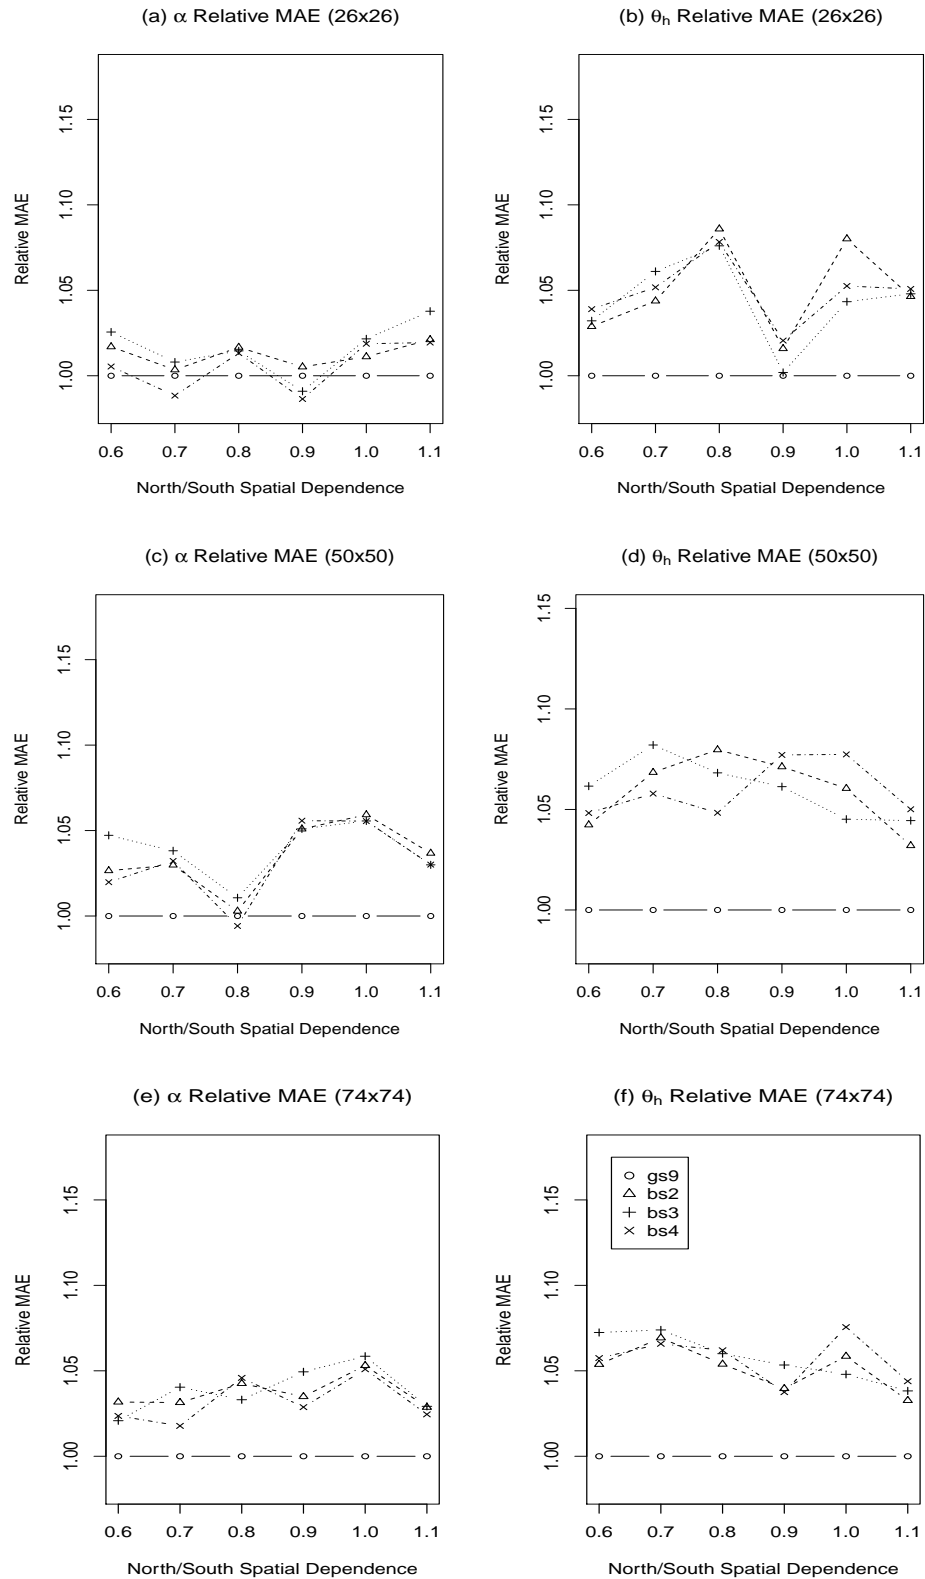 (a) α Relative MAE (26x26)
Relative MAE
1.15
1.10
1.05
1.00
0.6 0.7 0.8 0.9 1.0 1.1
North/South Spatial Dependence
(b) θh Relative MAE (26x26)
Relative MAE
1.15
1.10
1.05
1.00
0.6 0.7 0.8 0.9 1.0 1.1
North/South Spatial Dependence
(c) α Relative MAE (50x50)
Relative MAE
1.15
1.10
1.05
1.00
0.6 0.7 0.8 0.9 1.0 1.1
North/South Spatial Dependence
(d) θh Relative MAE (50x50)
Relative MAE
1.15
1.10
1.05
1.00
0.6 0.7 0.8 0.9 1.0 1.1
North/South Spatial Dependence
(e) α Relative MAE (74x74)
Relative MAE
1.15
1.10
1.05
1.00
0.6 0.7 0.8 0.9 1.0 1.1
North/South Spatial Dependence
(f) θh Relative MAE (74x74)
Relative MAE
1.15
1.10
1.05
1.00
gs9
bs2
bs3
bs4
0.6 0.7 0.8 0.9 1.0 1.1
North/South Spatial Dependence